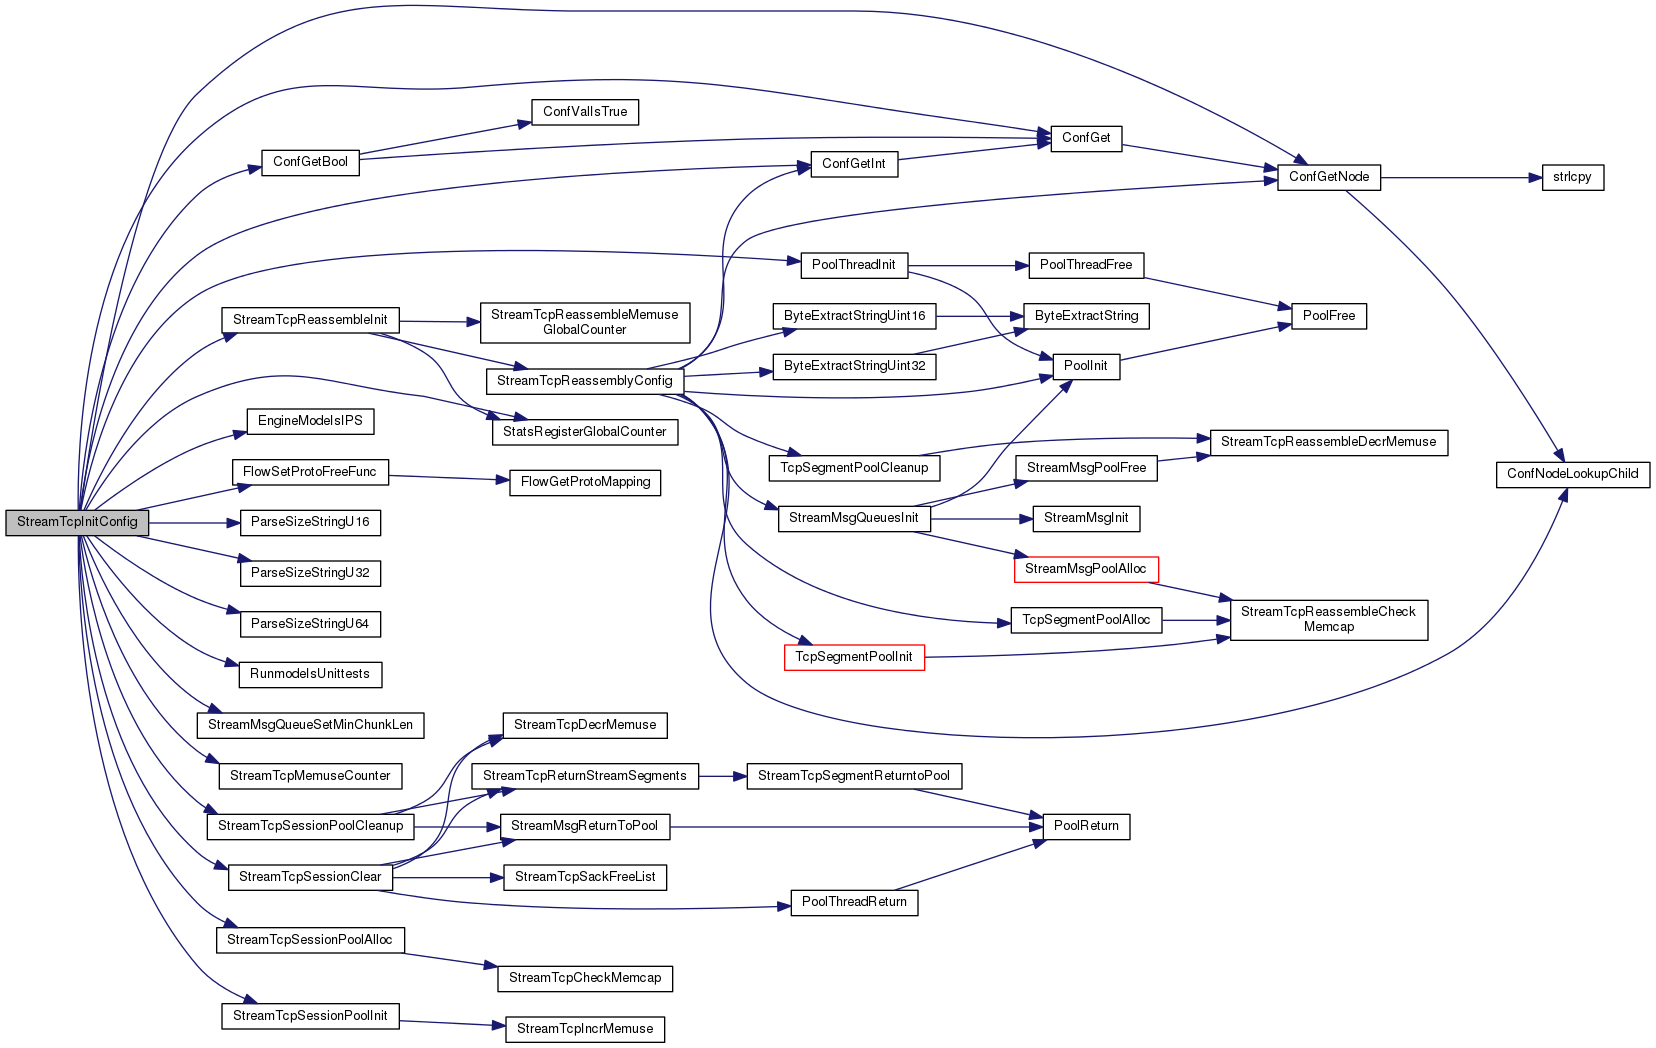 ConfValIsTrue
ConfGet
ConfGetBool
ConfGetInt
ConfGetNode
strlcpy
PoolThreadInit
PoolThreadFree
StreamTcpReassembleInit
StreamTcpReassembleMemuse
GlobalCounter
ByteExtractStringUint16
ByteExtractString
PoolFree
StreamTcpReassemblyConfig
ByteExtractStringUint32
PoolInit
EngineModeIsIPS
StatsRegisterGlobalCounter
StreamTcpReassembleDecrMemuse
FlowSetProtoFreeFunc
FlowGetProtoMapping
TcpSegmentPoolCleanup
StreamMsgPoolFree
ConfNodeLookupChild
StreamTcpInitConfig
ParseSizeStringU16
StreamMsgQueuesInit
StreamMsgInit
ParseSizeStringU32
StreamMsgPoolAlloc
ParseSizeStringU64
TcpSegmentPoolAlloc
StreamTcpReassembleCheck
Memcap
RunmodeIsUnittests
TcpSegmentPoolInit
StreamMsgQueueSetMinChunkLen
StreamTcpDecrMemuse
StreamTcpMemuseCounter
StreamTcpReturnStreamSegments
StreamTcpSegmentReturntoPool
StreamTcpSessionPoolCleanup
StreamMsgReturnToPool
PoolReturn
StreamTcpSessionClear
StreamTcpSackFreeList
PoolThreadReturn
StreamTcpSessionPoolAlloc
StreamTcpCheckMemcap
StreamTcpSessionPoolInit
StreamTcpIncrMemuse